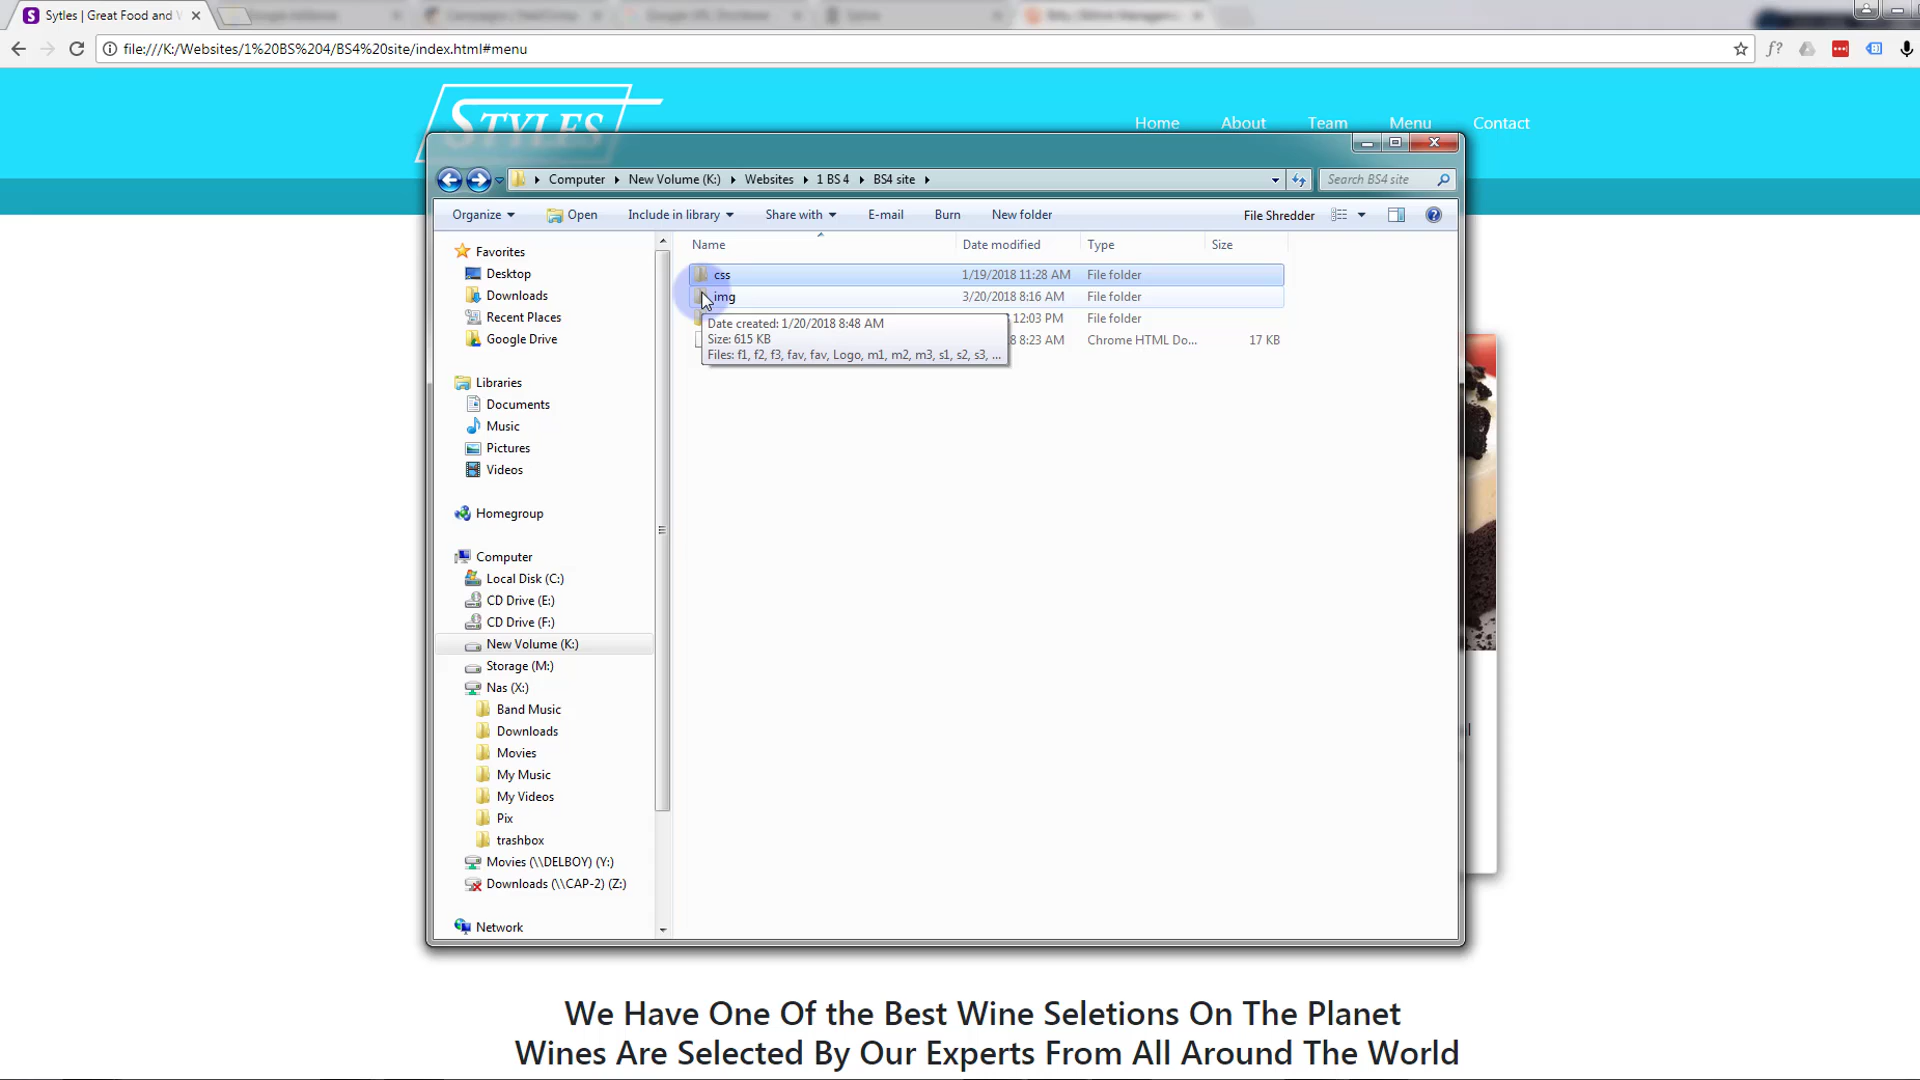 Sytles | Great Food and
file:///K:/Websites/1%20BS%204/BS4%20site/index.html#menu
STYLES
Home About Team Menu Contact
Computer New Volume (K:) Websites 1 BS 4 BS4 site
Search BS4 site
Organize Open Include in library Share with E-mail Burn New folder File Shredder
Name Date modified Type Size
Favorites
Desktop
Downloads
Recent Places
Google Drive
Libraries
Documents
Music
Pictures
Videos
Homegroup
Computer
Local Disk (C:)
CD Drive (E:)
CD Drive (F:)
New Volume (K:)
Storage (M:)
Nas (X:)
Band Music
Downloads
Movies
My Music
My Videos
Pix
trashbox
Movies (\\DELBOY) (Y:)
Downloads (\\CAP-2) (Z:)
Network
css 1/19/2018 11:28 AM File folder
img 3/20/2018 8:16 AM File folder
12:03 PM File folder
8:23 AM Chrome HTML Do... 17 KB
Date created: 1/20/2018 8:48 AM
Size: 615 KB
Files: f1, f2, f3, fav, fav, Logo, m1, m2, m3, s1, s2, s3, ...
We Have One Of the Best Wine Seletions On The Planet
Wines Are Selected By Our Experts From All Around The World